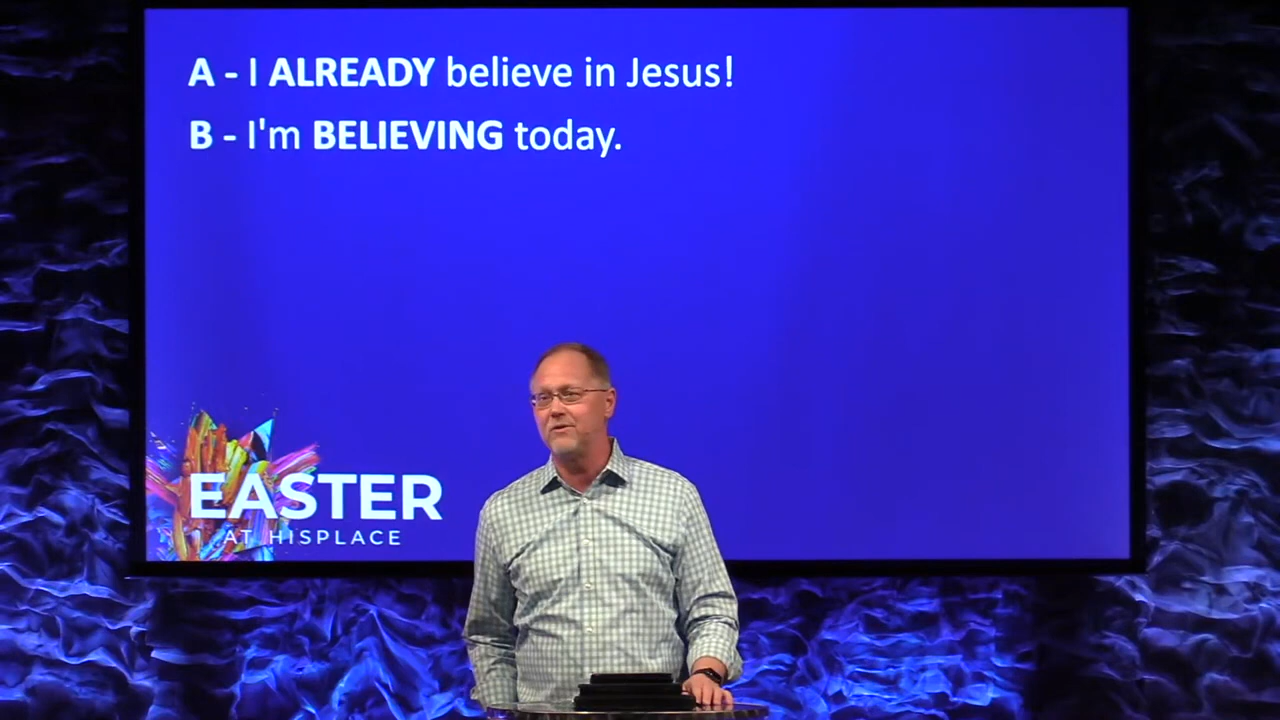 A - I ALREADY believe in Jesus!
B - I'm BELIEVING today.
EASTER
AT HISPLACE